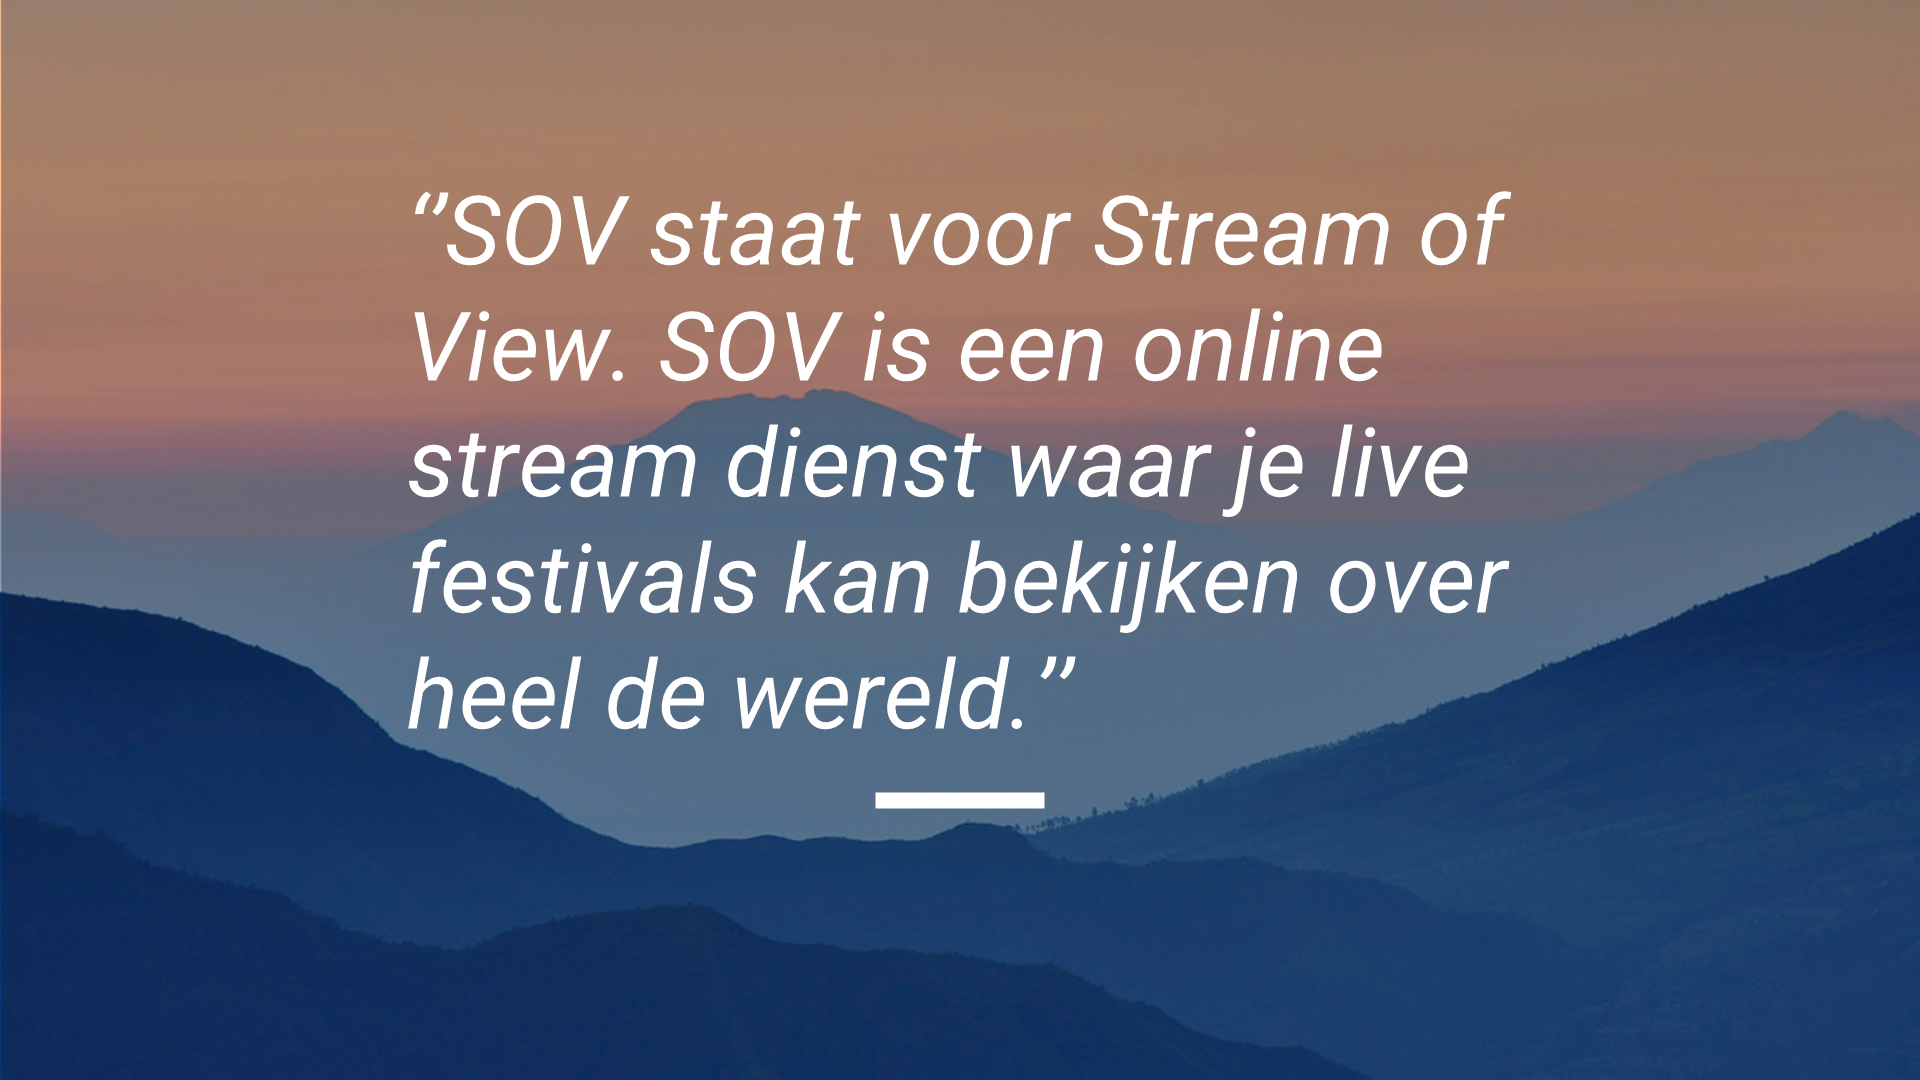 ‘’SOV staat voor Stream of
View. SOV is een online
stream dienst waar je live
festivals kan bekijken over
heel de wereld.’’